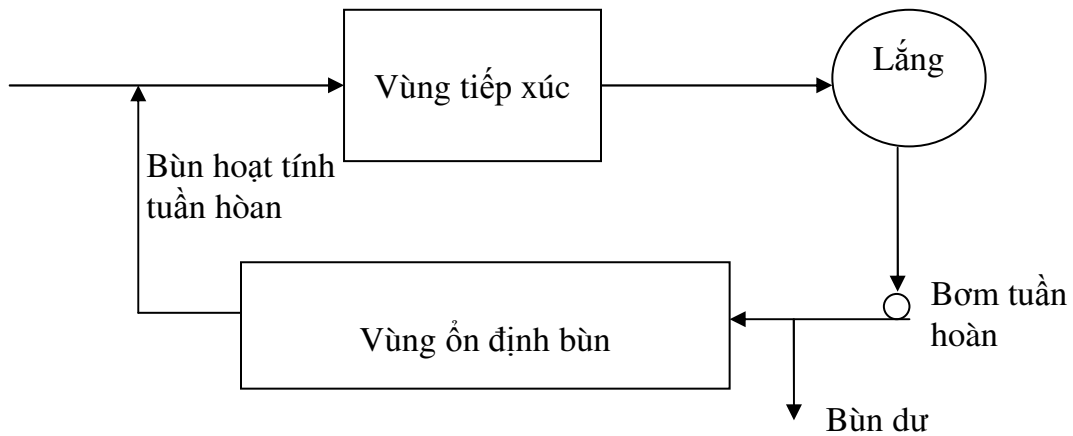 Lắng
Vùng tiếp xúc
Bùn hoạt tính
tuần hòan
Bơm tuần
hoàn
Vùng ổn định bùn
Bùn dư